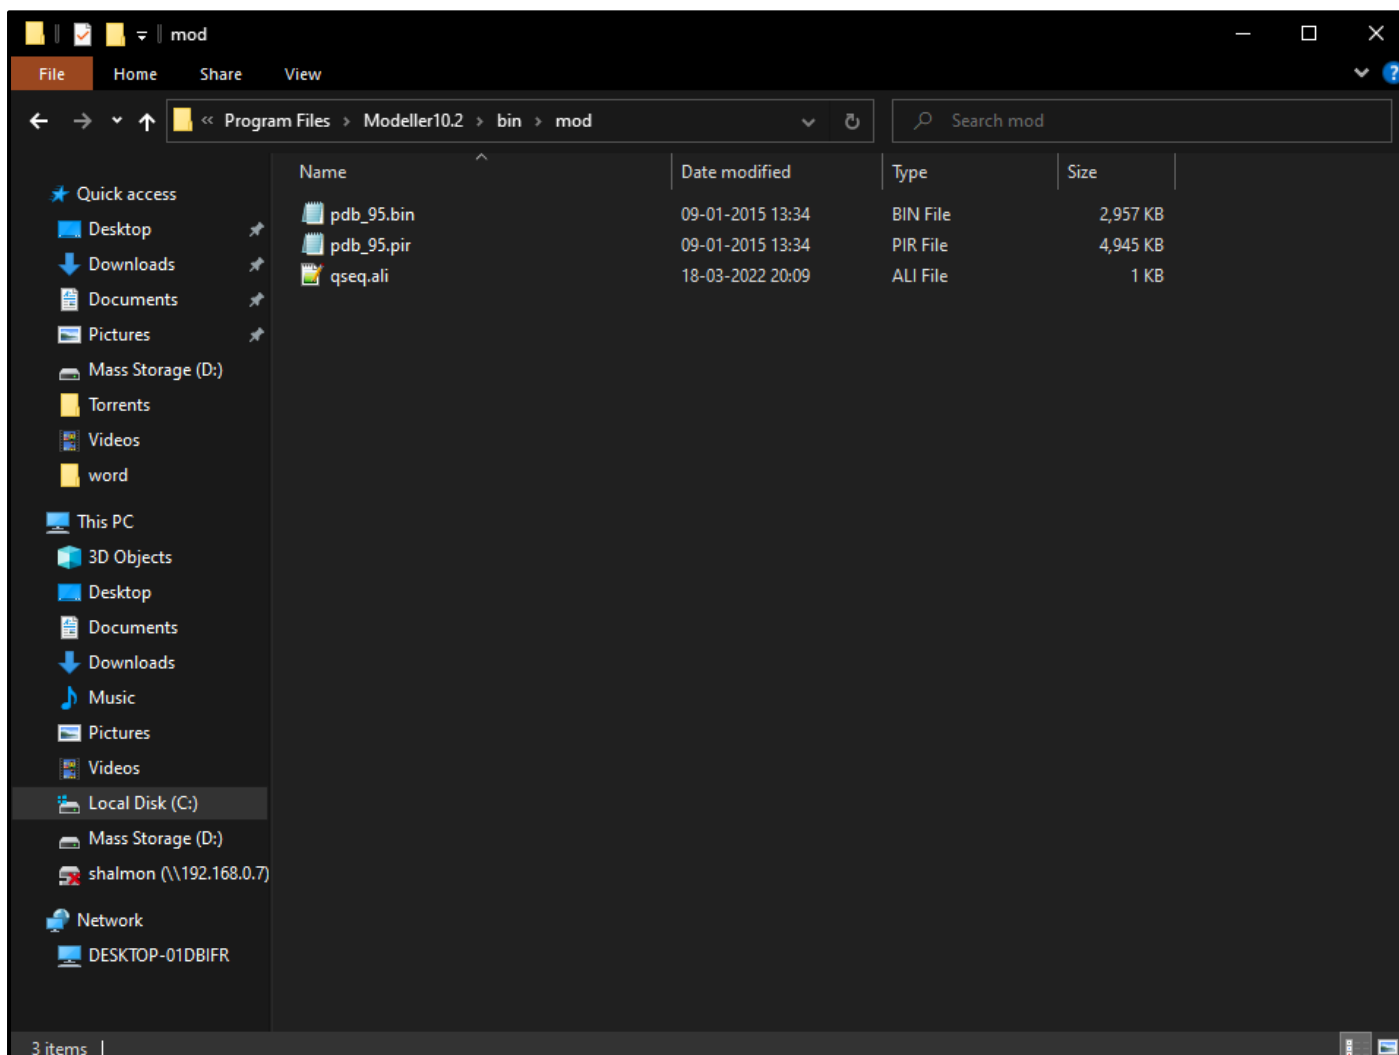 mod
File Home Share View
« Program Files > Modeller10.2 > bin > mod Search mod
Name Date modified Type Size
pdb_95.bin 09-01-2015 13:34 BIN File 2,957 KB
pdb_95.pir 09-01-2015 13:34 PIR File 4,945 KB
qseq.ali 18-03-2022 20:09 ALI File 1 KB
Quick access
Desktop
Downloads
Documents
Pictures
Mass Storage (D:)
Torrents
Videos
word
This PC
3D Objects
Desktop
Documents
Downloads
Music
Pictures
Videos
Local Disk (C:)
Mass Storage (D:)
shalmon (\\192.168.0.7)
Network
DESKTOP-01DBIFR
3 items